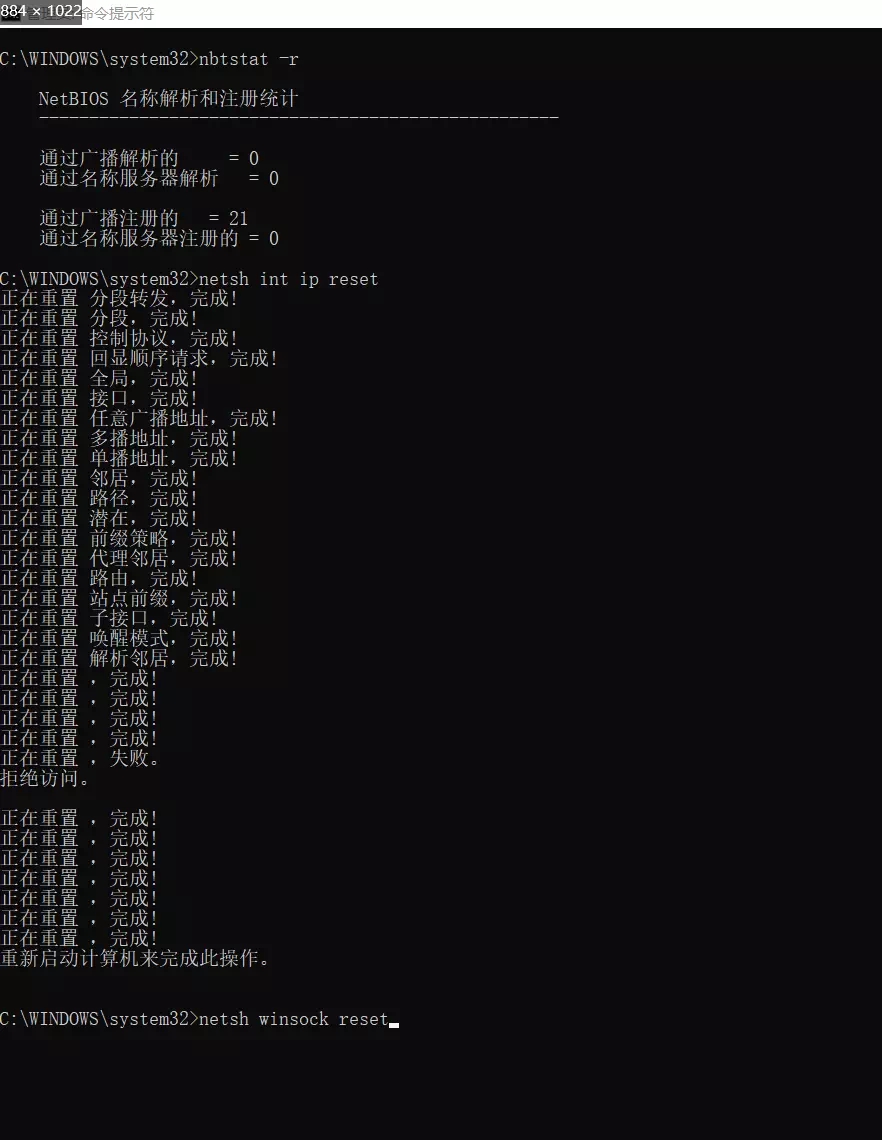 884 × 1022
命令提示符
C:\WINDOWS\system32>nbtstat -r
NetBIOS 名称解析和注册统计
----------------------------------------------------
通过广播解析的 = 0
通过名称服务器解析 = 0
通过广播注册的 = 21
通过名称服务器注册的 = 0
C:\WINDOWS\system32>netsh int ip reset
正在重置 分段转发，完成!
正在重置 分段，完成!
正在重置 控制协议，完成!
正在重置 回显顺序请求，完成!
正在重置 全局，完成!
正在重置 接口，完成!
正在重置 任意广播地址，完成!
正在重置 多播地址，完成!
正在重置 单播地址，完成!
正在重置 邻居，完成!
正在重置 路径，完成!
正在重置 潜在，完成!
正在重置 前缀策略，完成!
正在重置 代理邻居，完成!
正在重置 路由，完成!
正在重置 站点前缀，完成!
正在重置 子接口，完成!
正在重置 唤醒模式，完成!
正在重置 解析邻居，完成!
正在重置 ，完成!
正在重置 ，完成!
正在重置 ，完成!
正在重置 ，完成!
正在重置 ，失败。
拒绝访问。
正在重置 ，完成!
正在重置 ，完成!
正在重置 ，完成!
正在重置 ，完成!
正在重置 ，完成!
正在重置 ，完成!
正在重置 ，完成!
重新启动计算机来完成此操作。
C:\WINDOWS\system32>netsh winsock reset